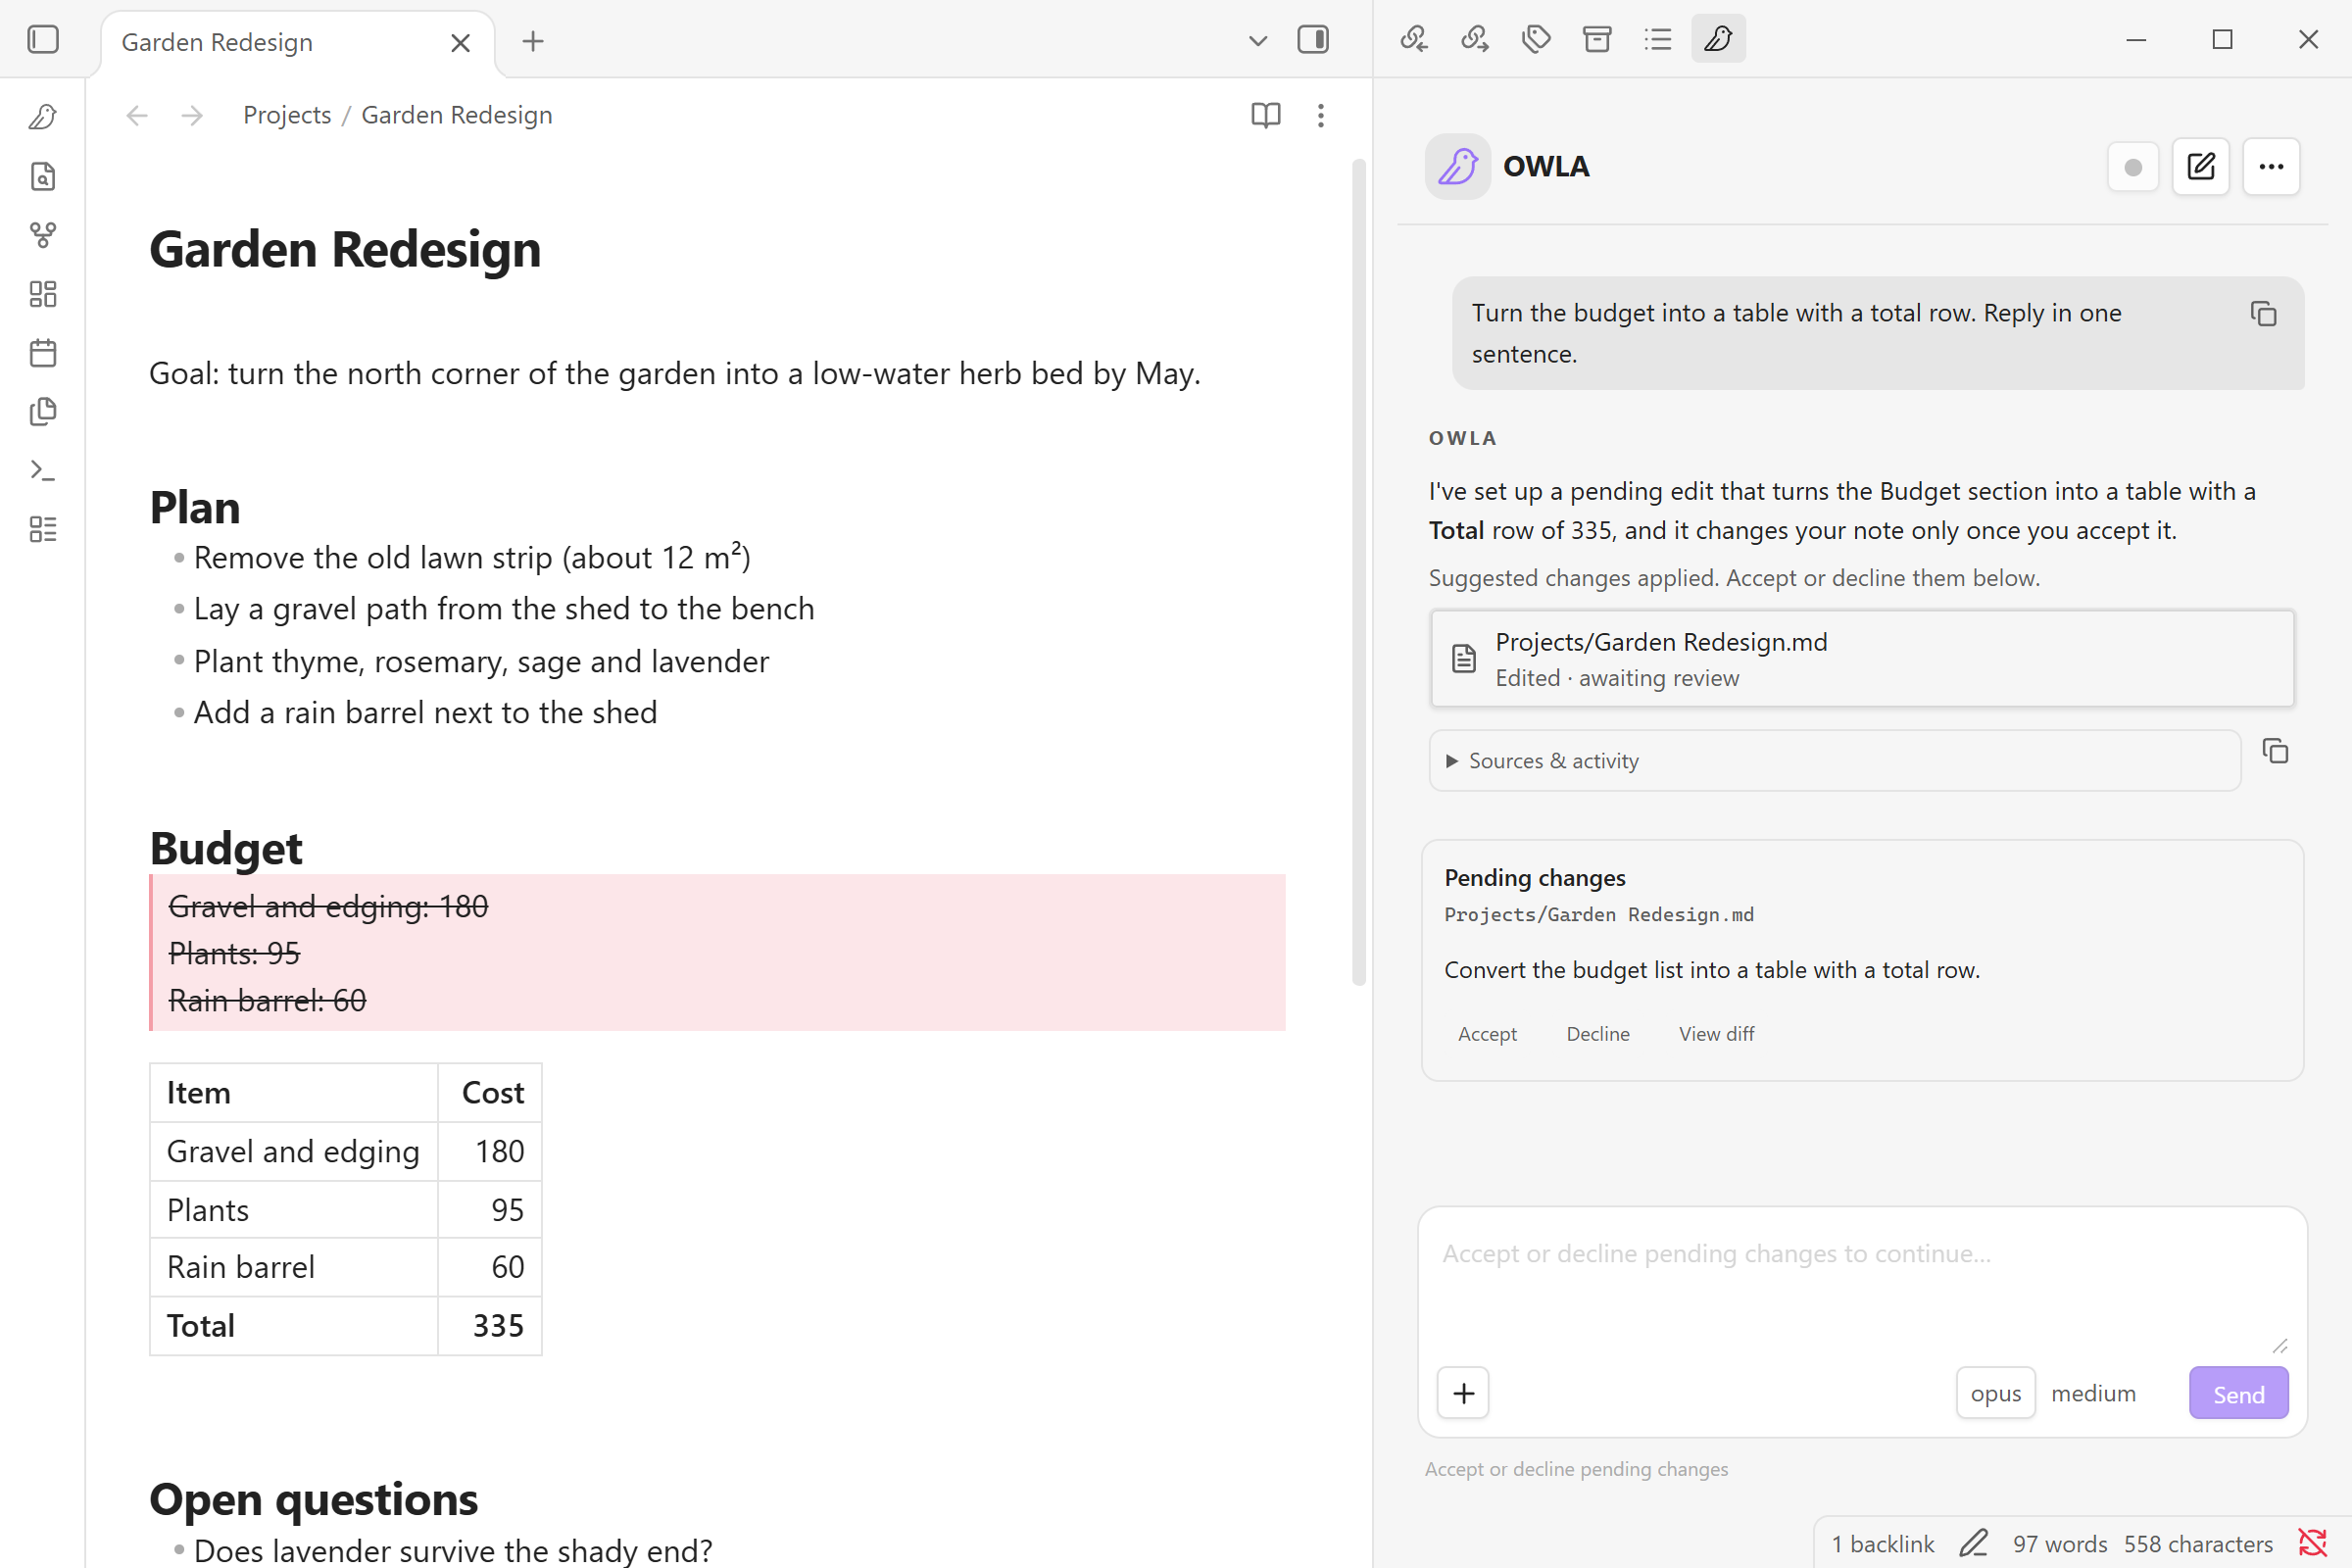 Garden Redesign
Projects / Garden Redesign
Garden Redesign
Goal: turn the north corner of the garden into a low-water herb bed by May.
Plan
Remove the old lawn strip (about 12 m²)
Lay a gravel path from the shed to the bench
Plant thyme, rosemary, sage and lavender
Add a rain barrel next to the shed
Budget
Gravel and edging: 180
Plants: 95
Rain barrel: 60
Item Cost
Gravel and edging 180
Plants 95
Rain barrel 60
Total 335
Open questions
Does lavender survive the shady end?
OWLA
Turn the budget into a table with a total row. Reply in one
sentence.
OWLA
I've set up a pending edit that turns the Budget section into a table with a
Total row of 335, and it changes your note only once you accept it.
Suggested changes applied. Accept or decline them below.
Projects/Garden Redesign.md
Edited · awaiting review
Sources & activity
Pending changes
Projects/Garden Redesign.md
Convert the budget list into a table with a total row.
Accept Decline View diff
Accept or decline pending changes to continue...
opus medium Send
Accept or decline pending changes
1 backlink 97 words 558 characters